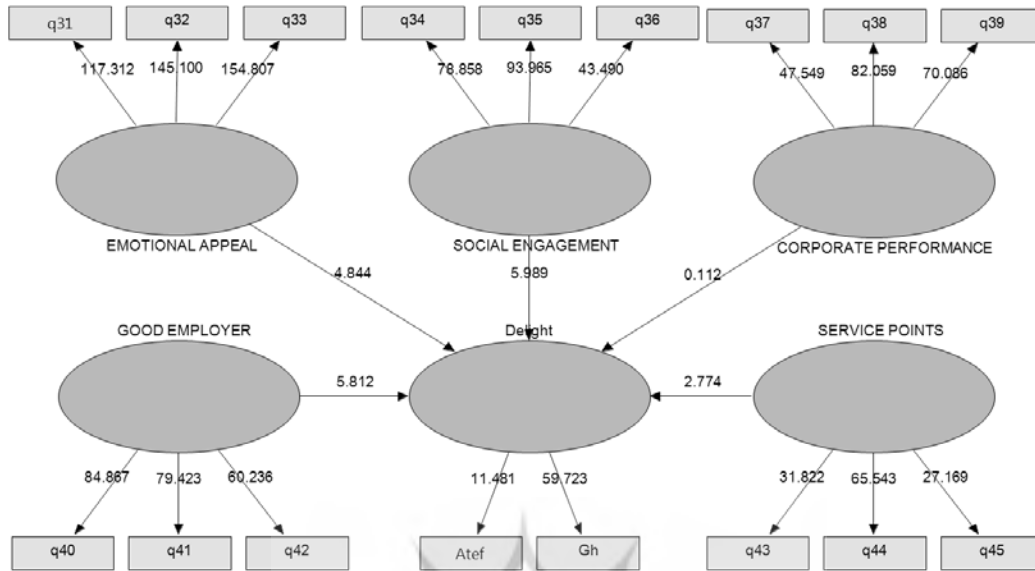 q31 q32 q33 q34 q35 q36 q37 q38 q39
117.312 145.100 154.807 78.858 93.965 43.490 47.549 82.059 70.086
EMOTIONAL APPEAL SOCIAL ENGAGEMENT CORPORATE PERFORMANCE
4.844 5.989 0.112
GOOD EMPLOYER Delight SERVICE POINTS
5.812 2.774
84.867 79.423 60.236 11.481 59.723 31.822 65.543 27.169
q40 q41 q42 Atef Gh q43 q44 q45